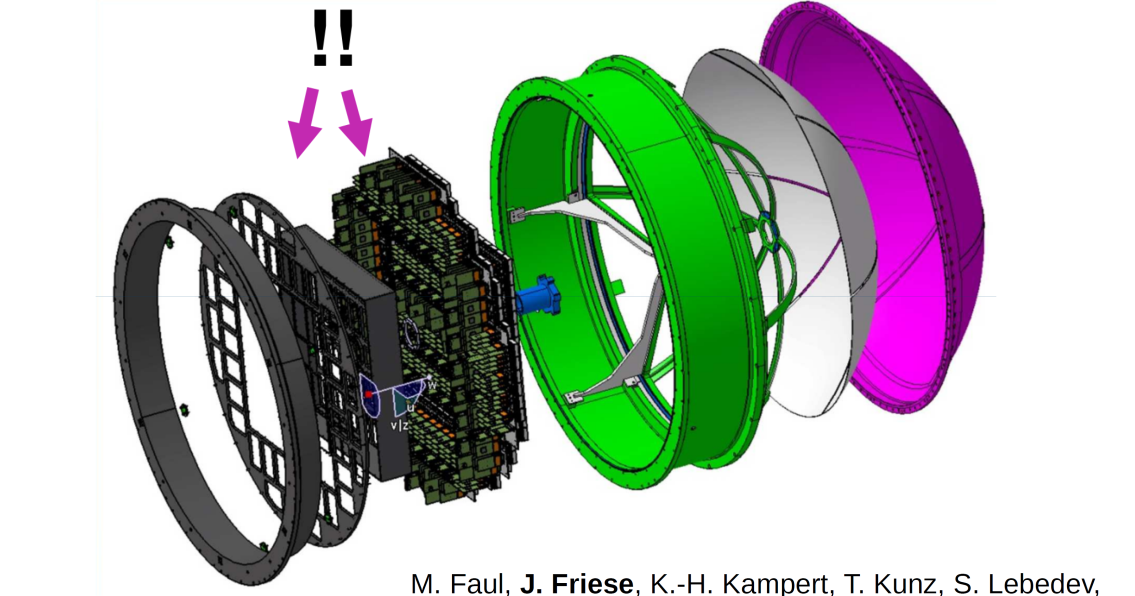 !!
w
u
v|z
M. Faul, J. Friese, K.-H. Kampert, T. Kunz, S. Lebedev,